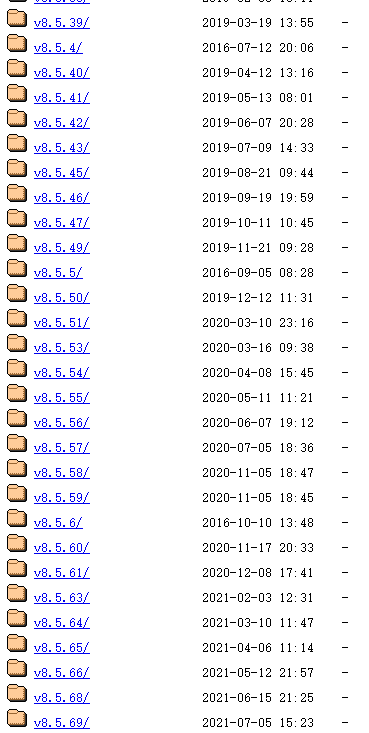 v8.5.39/ 2019-03-19 13:55 -
v8.5.4/ 2016-07-12 20:06 -
v8.5.40/ 2019-04-12 13:16 -
v8.5.41/ 2019-05-13 08:01 -
v8.5.42/ 2019-06-07 20:28 -
v8.5.43/ 2019-07-09 14:33 -
v8.5.45/ 2019-08-21 09:44 -
v8.5.46/ 2019-09-19 19:59 -
v8.5.47/ 2019-10-11 10:45 -
v8.5.49/ 2019-11-21 09:28 -
v8.5.5/ 2016-09-05 08:28 -
v8.5.50/ 2019-12-12 11:31 -
v8.5.51/ 2020-03-10 23:16 -
v8.5.53/ 2020-03-16 09:38 -
v8.5.54/ 2020-04-08 15:45 -
v8.5.55/ 2020-05-11 11:21 -
v8.5.56/ 2020-06-07 19:12 -
v8.5.57/ 2020-07-05 18:36 -
v8.5.58/ 2020-11-05 18:47 -
v8.5.59/ 2020-11-05 18:45 -
v8.5.6/ 2016-10-10 13:48 -
v8.5.60/ 2020-11-17 20:33 -
v8.5.61/ 2020-12-08 17:41 -
v8.5.63/ 2021-02-03 12:31 -
v8.5.64/ 2021-03-10 11:47 -
v8.5.65/ 2021-04-06 11:14 -
v8.5.66/ 2021-05-12 21:57 -
v8.5.68/ 2021-06-15 21:25 -
v8.5.69/ 2021-07-05 15:23 -